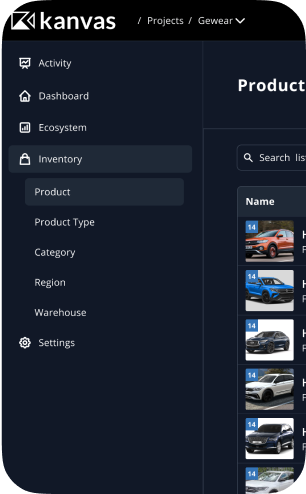 kanvas / Projects / Gewear
Activity
Dashboard
Ecosystem
Inventory
Product
Product Type
Category
Region
Warehouse
Settings
Product
Search lis
Name
14
H
F
14
H
F
14
H
F
14
H
F
14
H
F
14